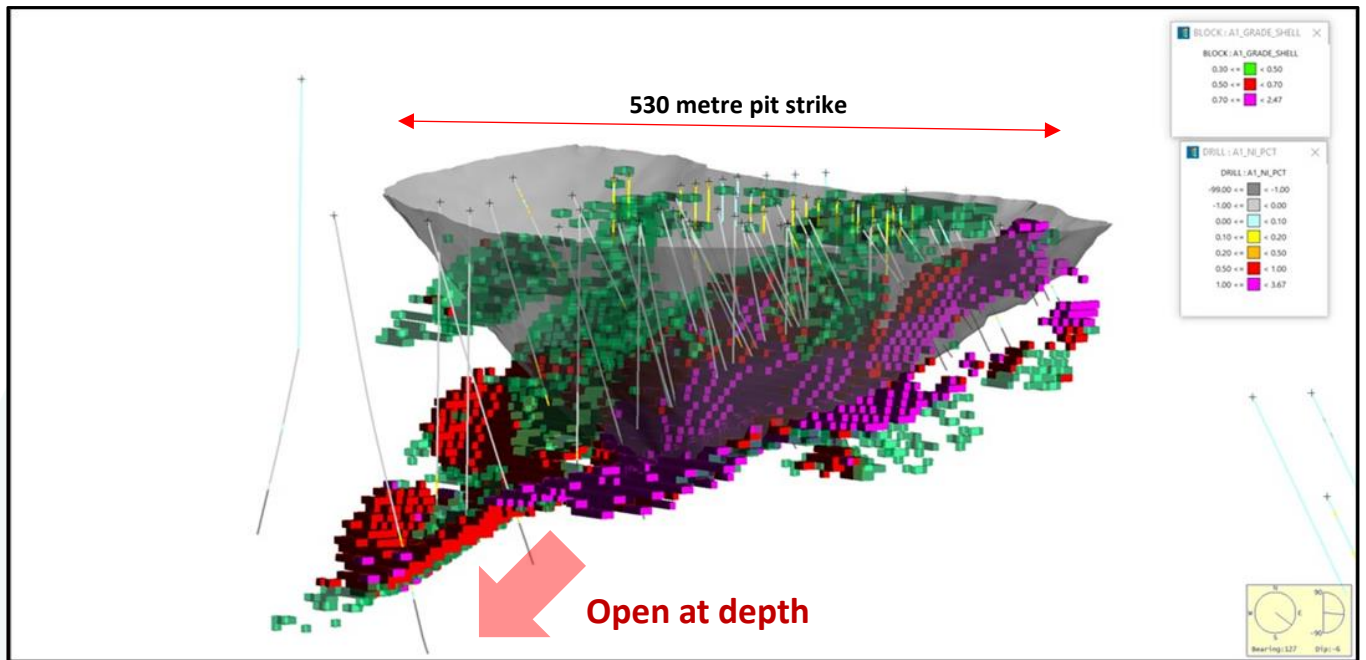 BLOCK : A1_GRADE_SHELL
BLOCK : A1_GRADE_SHELL
0.30 <= < 0.50
0.50 <= < 0.70
0.70 <= < 2.47
530 metre pit strike
DRILL : A1_NI_PCT
DRILL : A1_NI_PCT
-99.00 <= < -1.00
-1.00 <= < 0.00
0.00 <= < 0.10
0.10 <= < 0.20
0.20 <= < 0.50
0.50 <= < 1.00
1.00 <= < 3.67
Open at depth
N
W E
S
90
-90
Bearing:127 Dip:-6